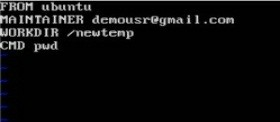 FROM ubuntu
MAINTAINER demousr@gmail.com
WORKDIR /newtemp
CMD pwd